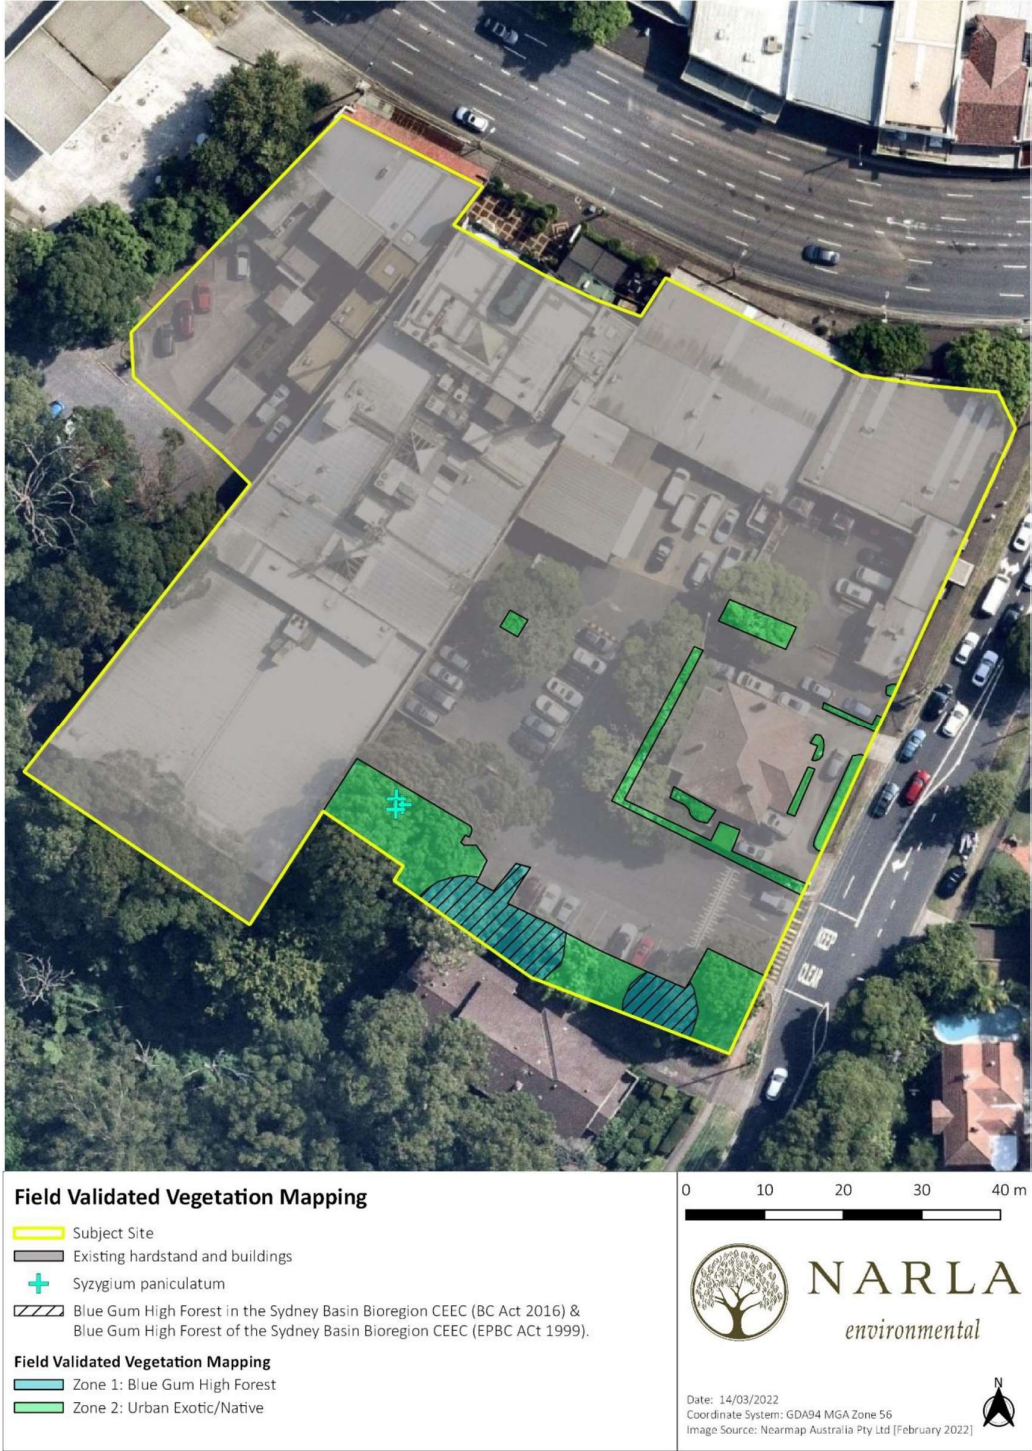 KEEP
CLEAR
Field Validated Vegetation Mapping
Subject Site
Existing hardstand and buildings
Syzygium paniculatum
Blue Gum High Forest in the Sydney Basin Bioregion CEEC (BC Act 2016) &
Blue Gum High Forest of the Sydney Basin Bioregion CEEC (EPBC ACt 1999).
Field Validated Vegetation Mapping
Zone 1: Blue Gum High Forest
Zone 2: Urban Exotic/Native
0 10 20 30 40 m
NARLA
environmental
N
Date: 14/03/2022
Coordinate System: GDA94 MGA Zone 56
Image Source: Nearmap Australia Pty Ltd [February 2022]